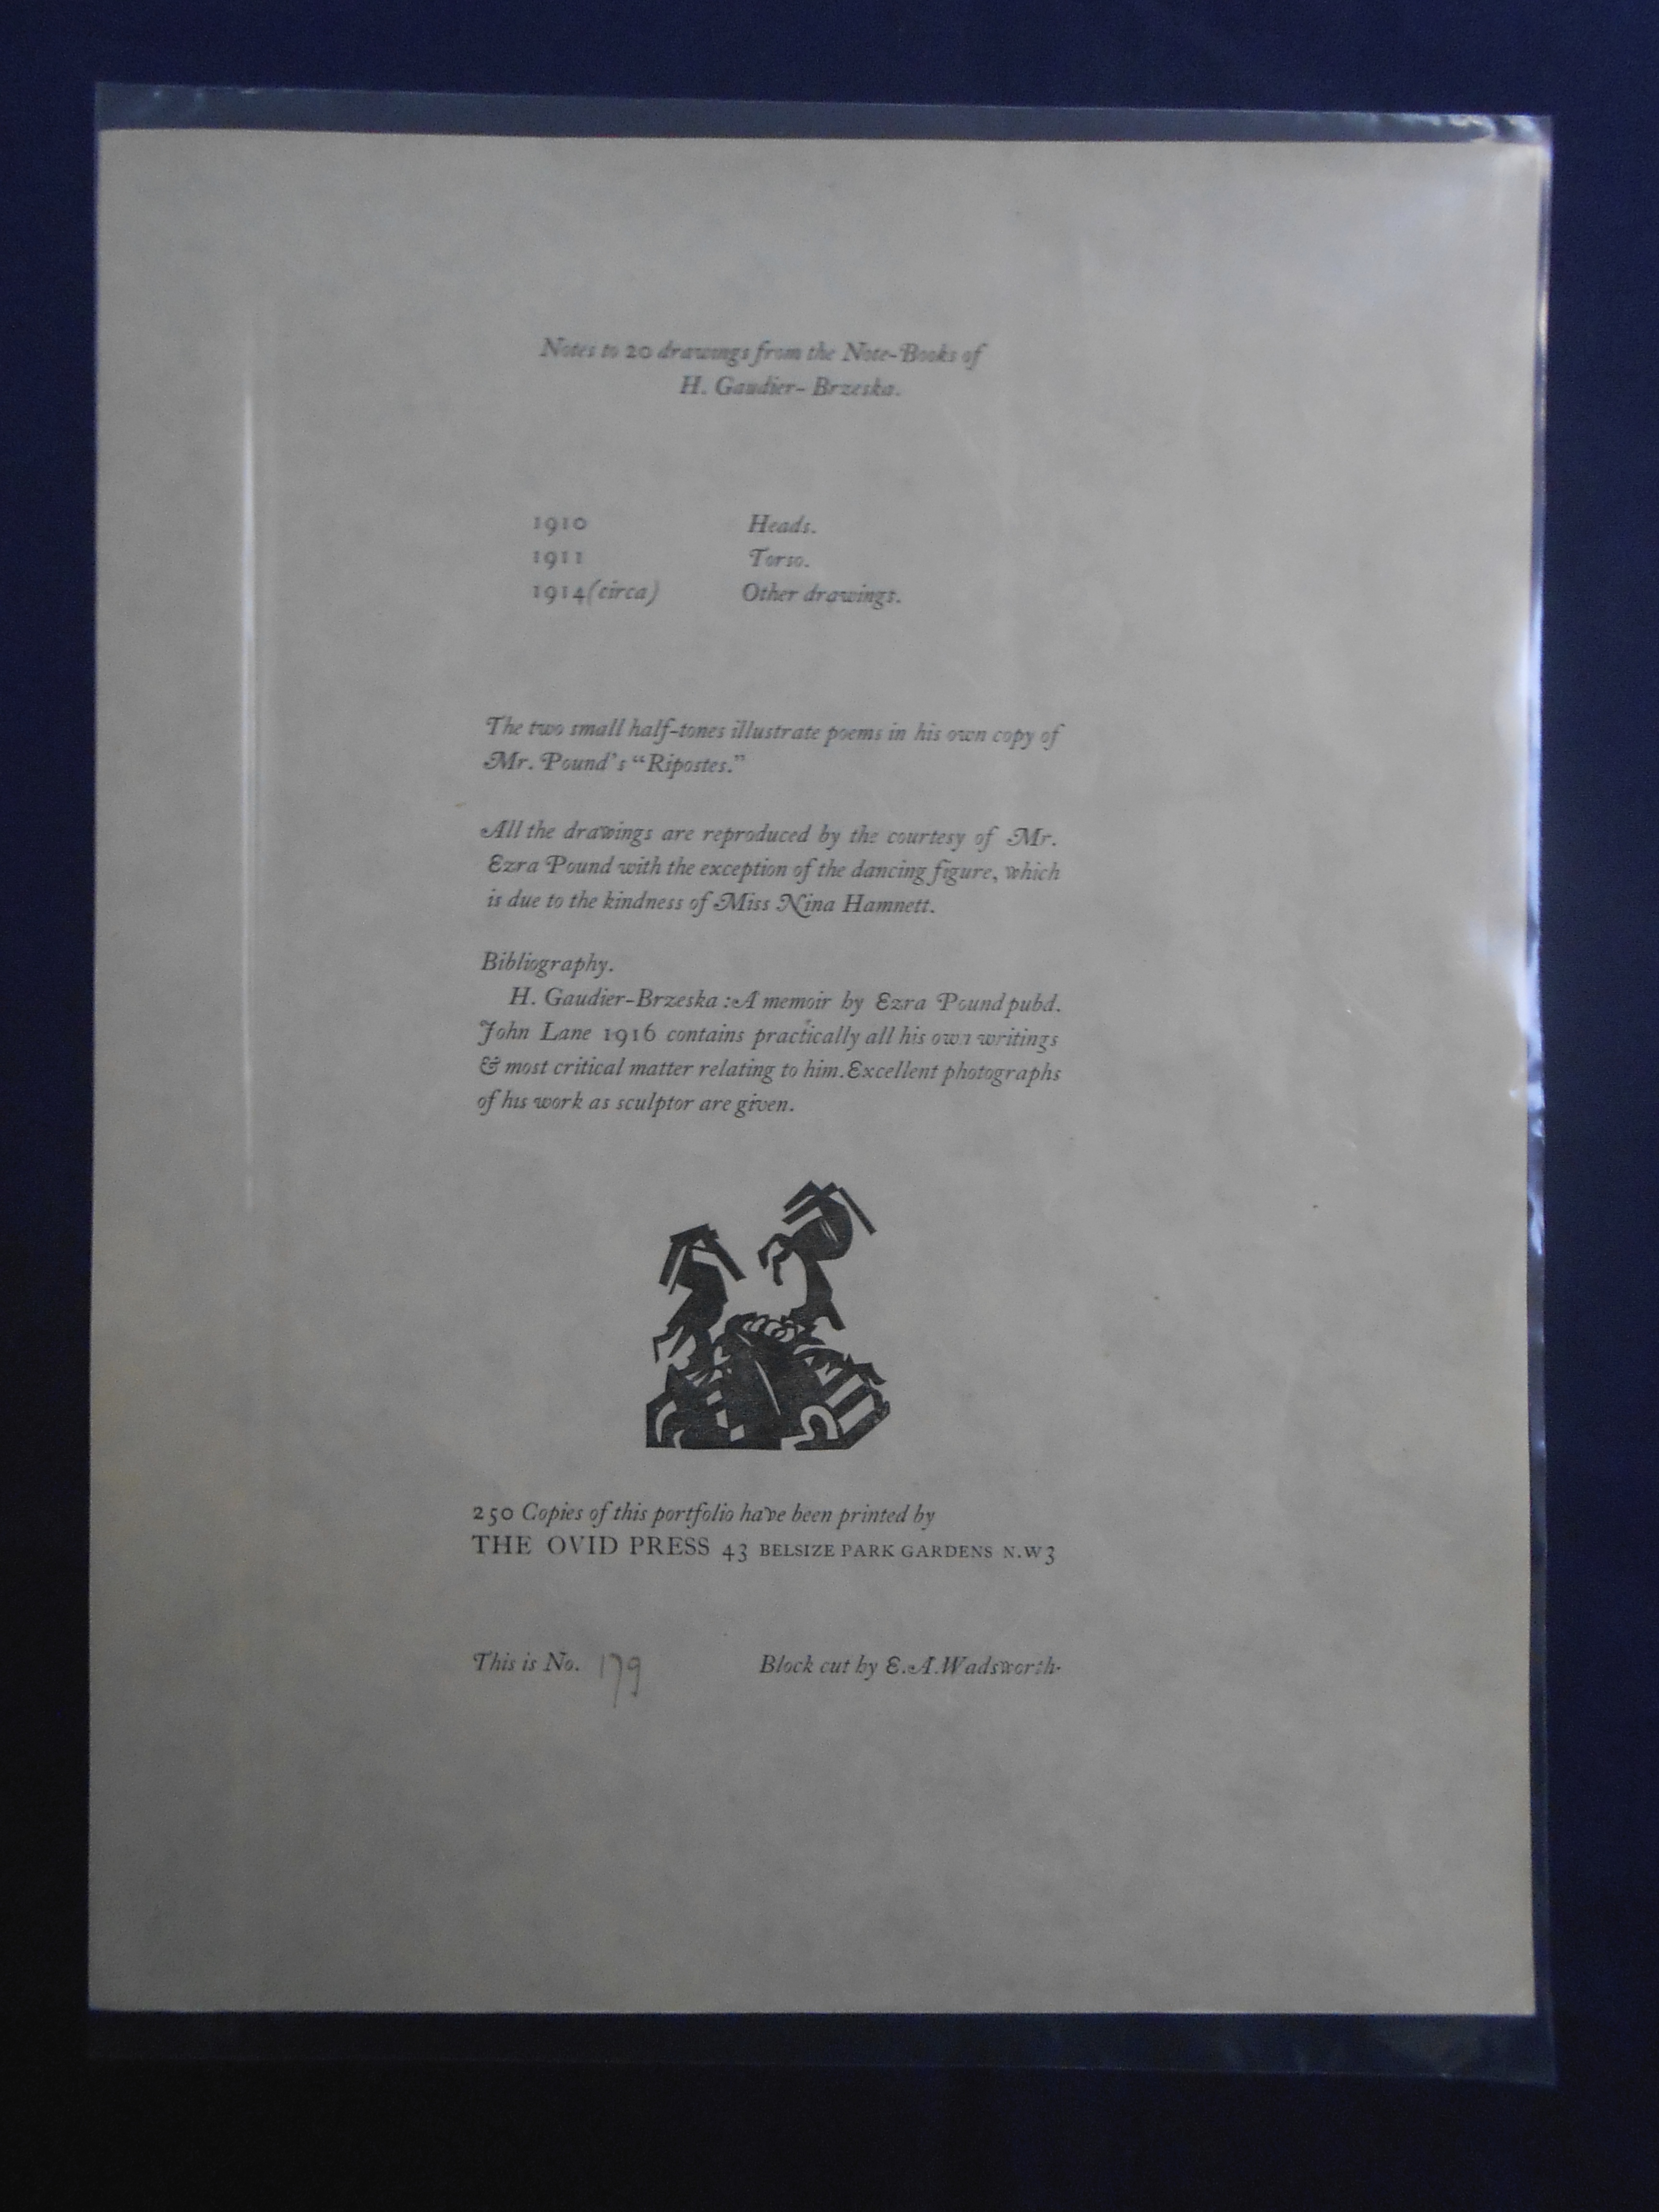 Notes to 20 drawings from the Note-Books of
H. Gaudier-Brzeska.
1910 Heads.
1911 Torso.
1914(circa) Other drawings.
The two small half-tones illustrate poems in his own copy of
Mr. Pound's “Ripostes.”
All the drawings are reproduced by the courtesy of Mr.
Ezra Pound with the exception of the dancing figure, which
is due to the kindness of Miss Nina Hamnett.
Bibliography.
H. Gaudier-Brzeska : A memoir by Ezra Pound pubd.
John Lane 1916 contains practically all his own writings
& most critical matter relating to him. Excellent photographs
of his work as sculptor are given.
250 Copies of this portfolio have been printed by
THE OVID PRESS 43 BELSIZE PARK GARDENS N.W3
This is No. 179 Block cut by E.A.Wadsworth.